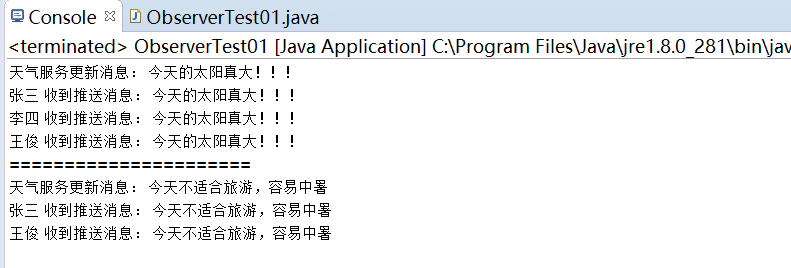 Console ObserverTest01.java
<terminated> ObserverTest01 [Java Application] C:\Program Files\Java\jre1.8.0_281\bin\jav
天气服务更新消息: 今天的太阳真大!!!
张三 收到推送消息: 今天的太阳真大!!!
李四 收到推送消息: 今天的太阳真大!!!
王俊 收到推送消息: 今天的太阳真大!!!
======================
天气服务更新消息: 今天不适合旅游,容易中暑
张三 收到推送消息: 今天不适合旅游,容易中暑
王俊 收到推送消息: 今天不适合旅游,容易中暑